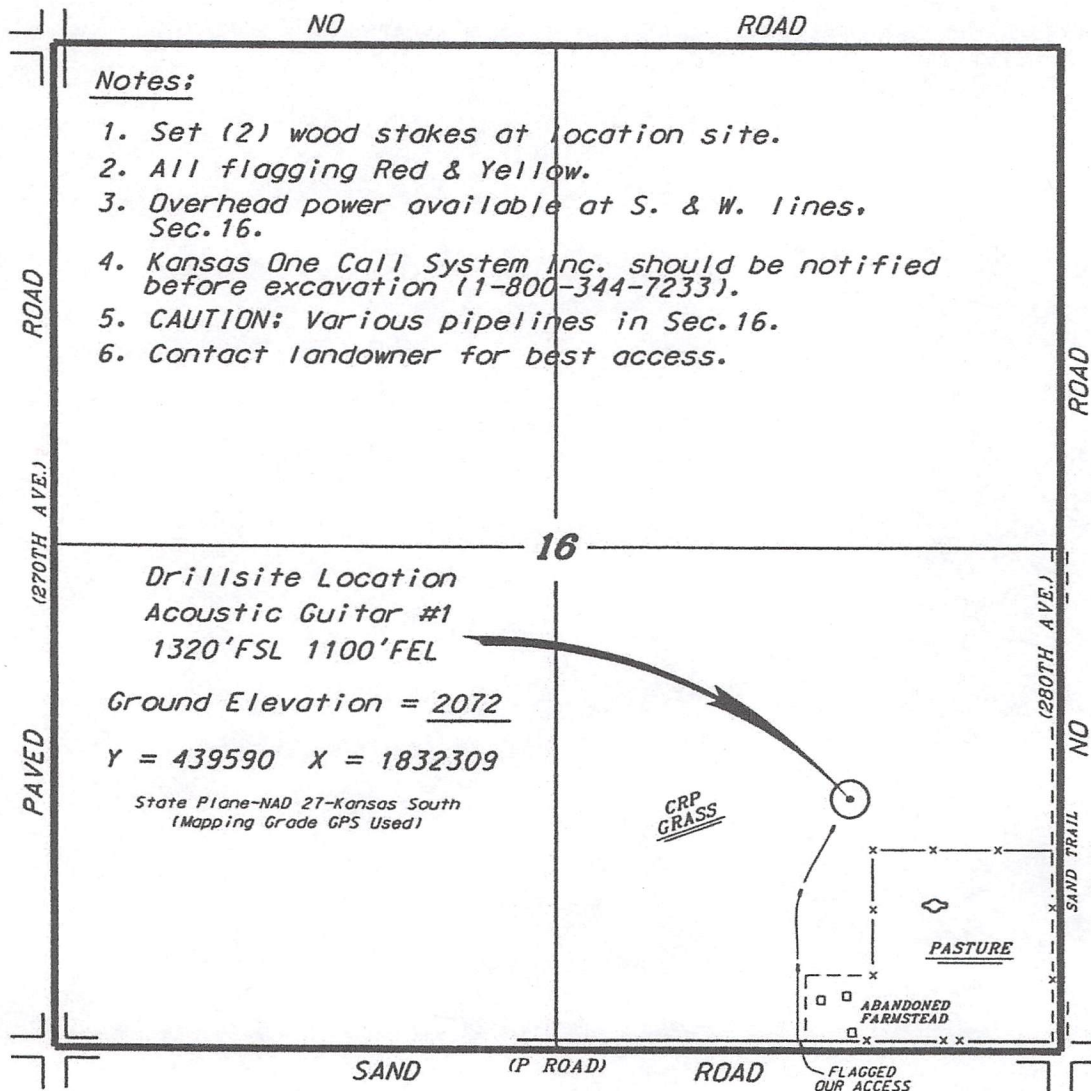 NO ROAD
Notes:
1. Set (2) wood stakes at location site.
2. All flagging Red & Yellow.
3. Overhead power available at S. & W. lines,
Sec.16.
4. Kansas One Call System Inc. should be notified
before excavation (1-800-344-7233).
5. CAUTION: Various pipelines in Sec.16.
6. Contact landowner for best access.
ROAD
(270TH AVE.)
PAVED
ROAD
(280TH AVE.)
NO
SAND TRAIL
16
Drillsite Location
Acoustic Guitar #1
1320'FSL 1100'FEL
Ground Elevation = 2072
Y = 439590 X = 1832309
State Plane-NAD 27-Kansas South
(Mapping Grade GPS Used)
CRP
GRASS
PASTURE
ABANDONED
FARMSTEAD
SAND (P ROAD) ROAD
FLAGGED
OUR ACCESS